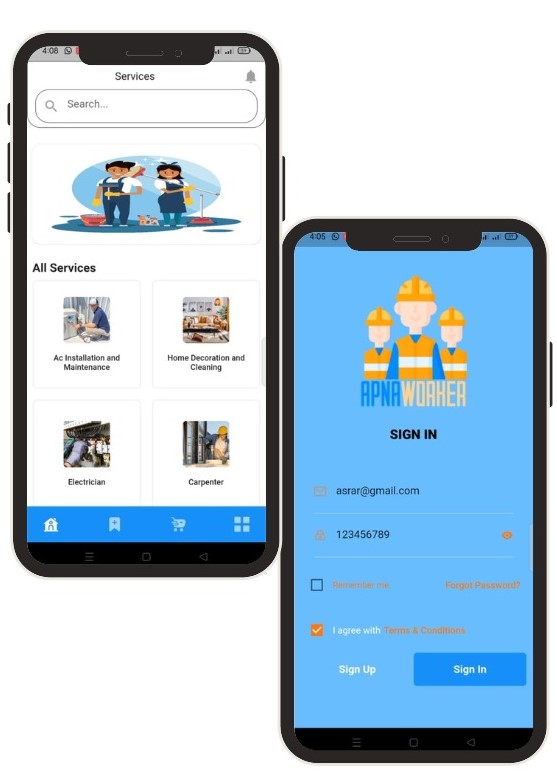 4:08
Services
Search...
All Services
Ac Installation and
Maintenance
Home Decoration and
Cleaning
Electrician
Carpenter
4:05
APNAWORKER
SIGN IN
asrar@gmail.com
123456789
Remember me
Forgot Password?
I agree with Terms & Conditions
Sign Up
Sign In